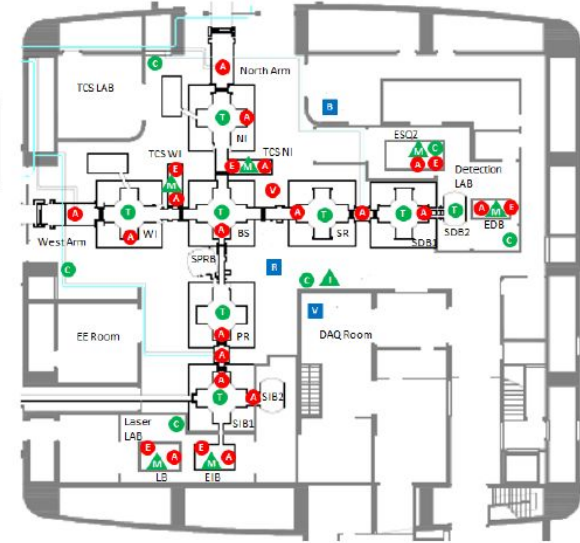 A
North Arm
C
TCS LAB
B
T
A
NI
ESQ2
M
C
A
E
TCS WI
TCS NI
E
M
A
Detection
LAB
E
M
A
V
A
T
T
A
T
A
T
A
T
A
M
E
West Arm
A
WI
BS
A
SR
SDB1
SDB2
EDB
C
SPRB
C
B
C
I
V
T
EE Room
PR
DAQ Room
A
A
A
T
A
SIB2
SIB1
Laser
LAB
C
E
M
A
E
M
A
LB
EIB